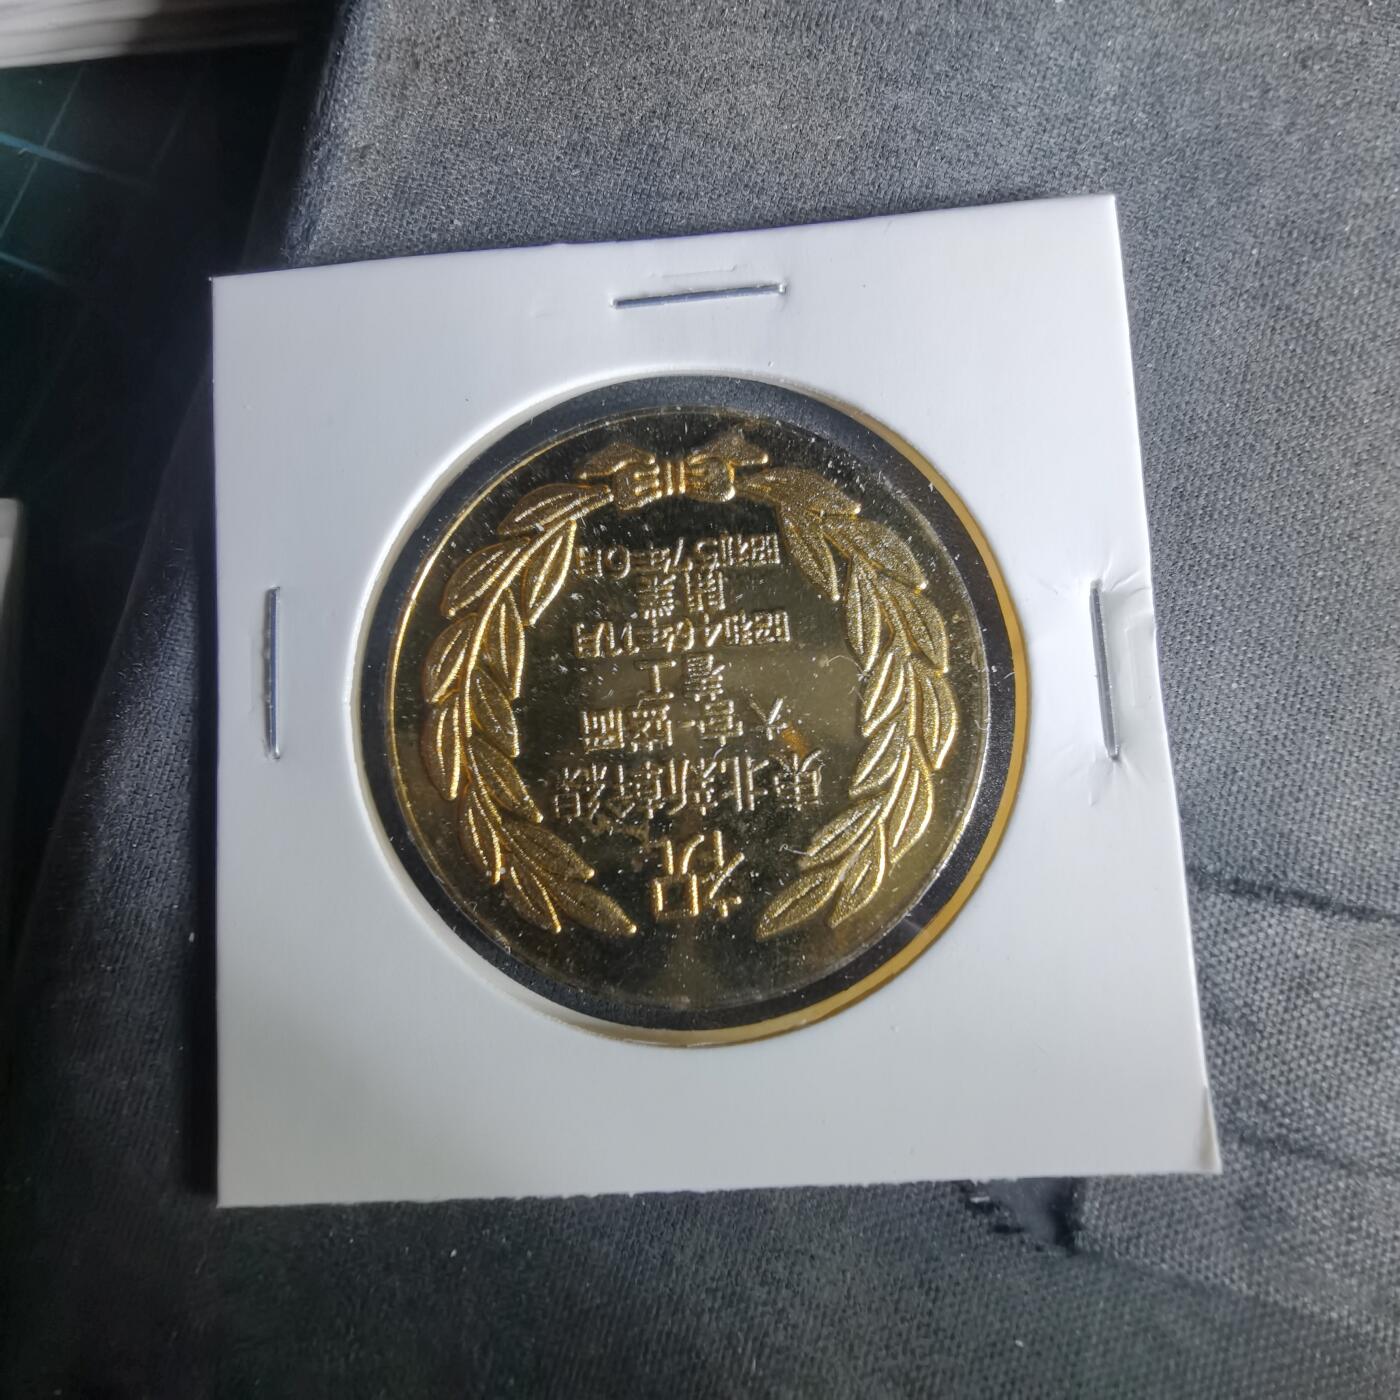 祝
東北新幹線
大宮 盛岡
着工
昭和46年11月
開業
昭和57年6月